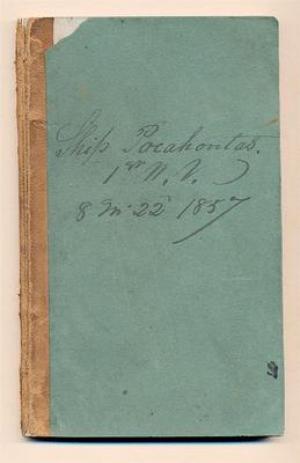 Ship Pocahontas.
1st N. V.
8 m. 22d 1857